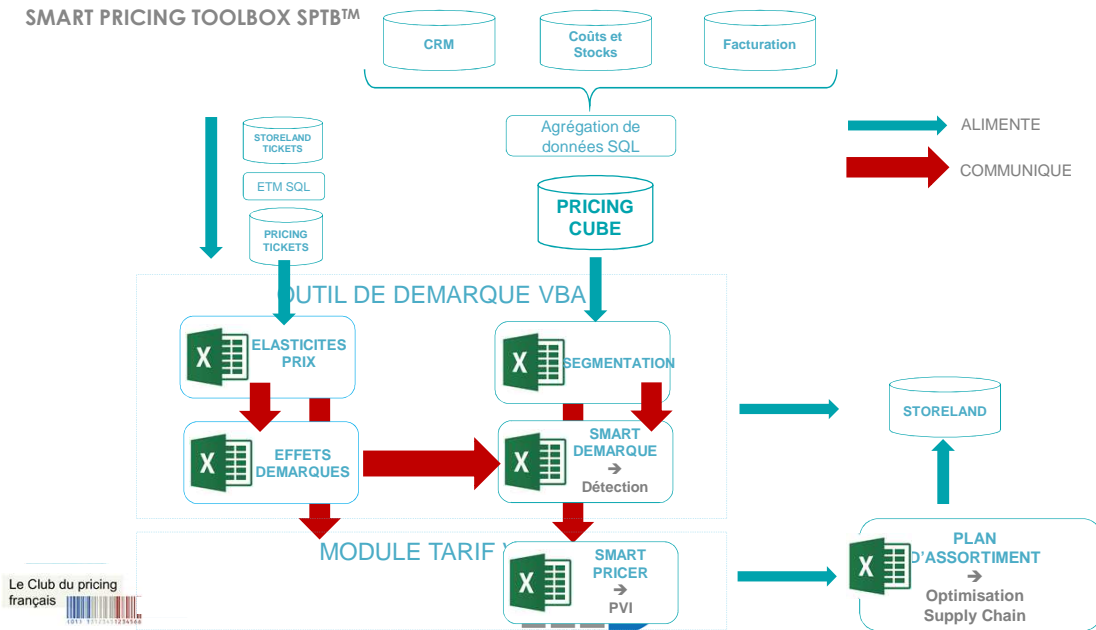 SMART PRICING TOOLBOX SPTB™
CRM
Coûts et
Stocks
Facturation
STORELAND
TICKETS
Agrégation de
données SQL
ALIMENTE
COMMUNIQUE
ETM SQL
PRICING
TICKETS
PRICING
CUBE
OUTIL DE DEMARQUE VBA
ELASTICITES
PRIX
SEGMENTATION
EFFETS
DEMARQUES
SMART
DEMARQUE
➔
Détection
STORELAND
MODULE TARIF
SMART
PRICER
➔
PVI
PLAN
D'ASSORTIMENT
➔
Optimisation
Supply Chain
Le Club du pricing
français